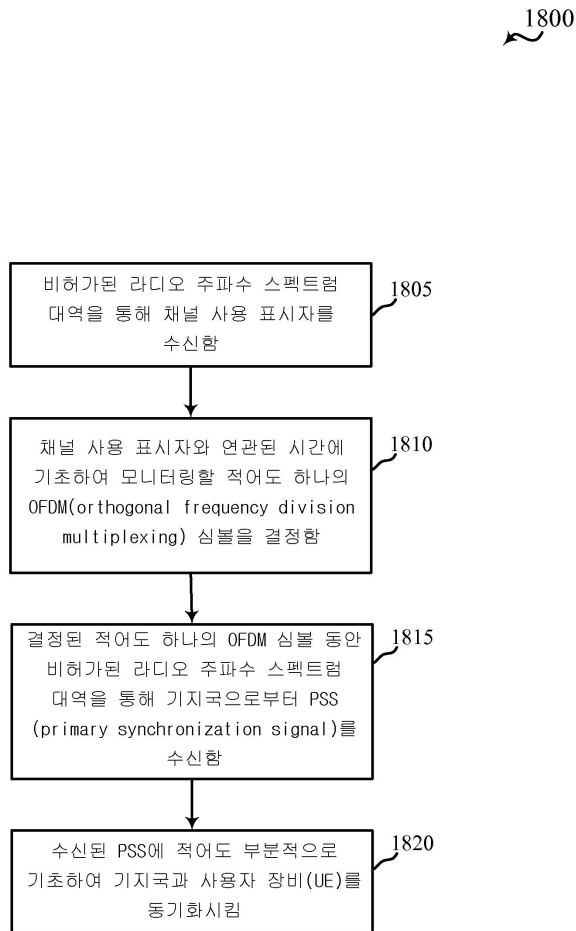 1800
비허가된 라디오 주파수 스펙트럼
대역을 통해 채널 사용 표시자를
수신함
1805
채널 사용 표시자와 연관된 시간에
기초하여 모니터링할 적어도 하나의
OFDM(orthogonal frequency division
multiplexing) 심볼을 결정함
1810
결정된 적어도 하나의 OFDM 심볼 동안
비허가된 라디오 주파수 스펙트럼
대역을 통해 기지국으로부터 PSS
(primary synchronization signal)를
수신함
1815
수신된 PSS에 적어도 부분적으로
기초하여 기지국과 사용자 장비(UE)를
동기화시킴
1820